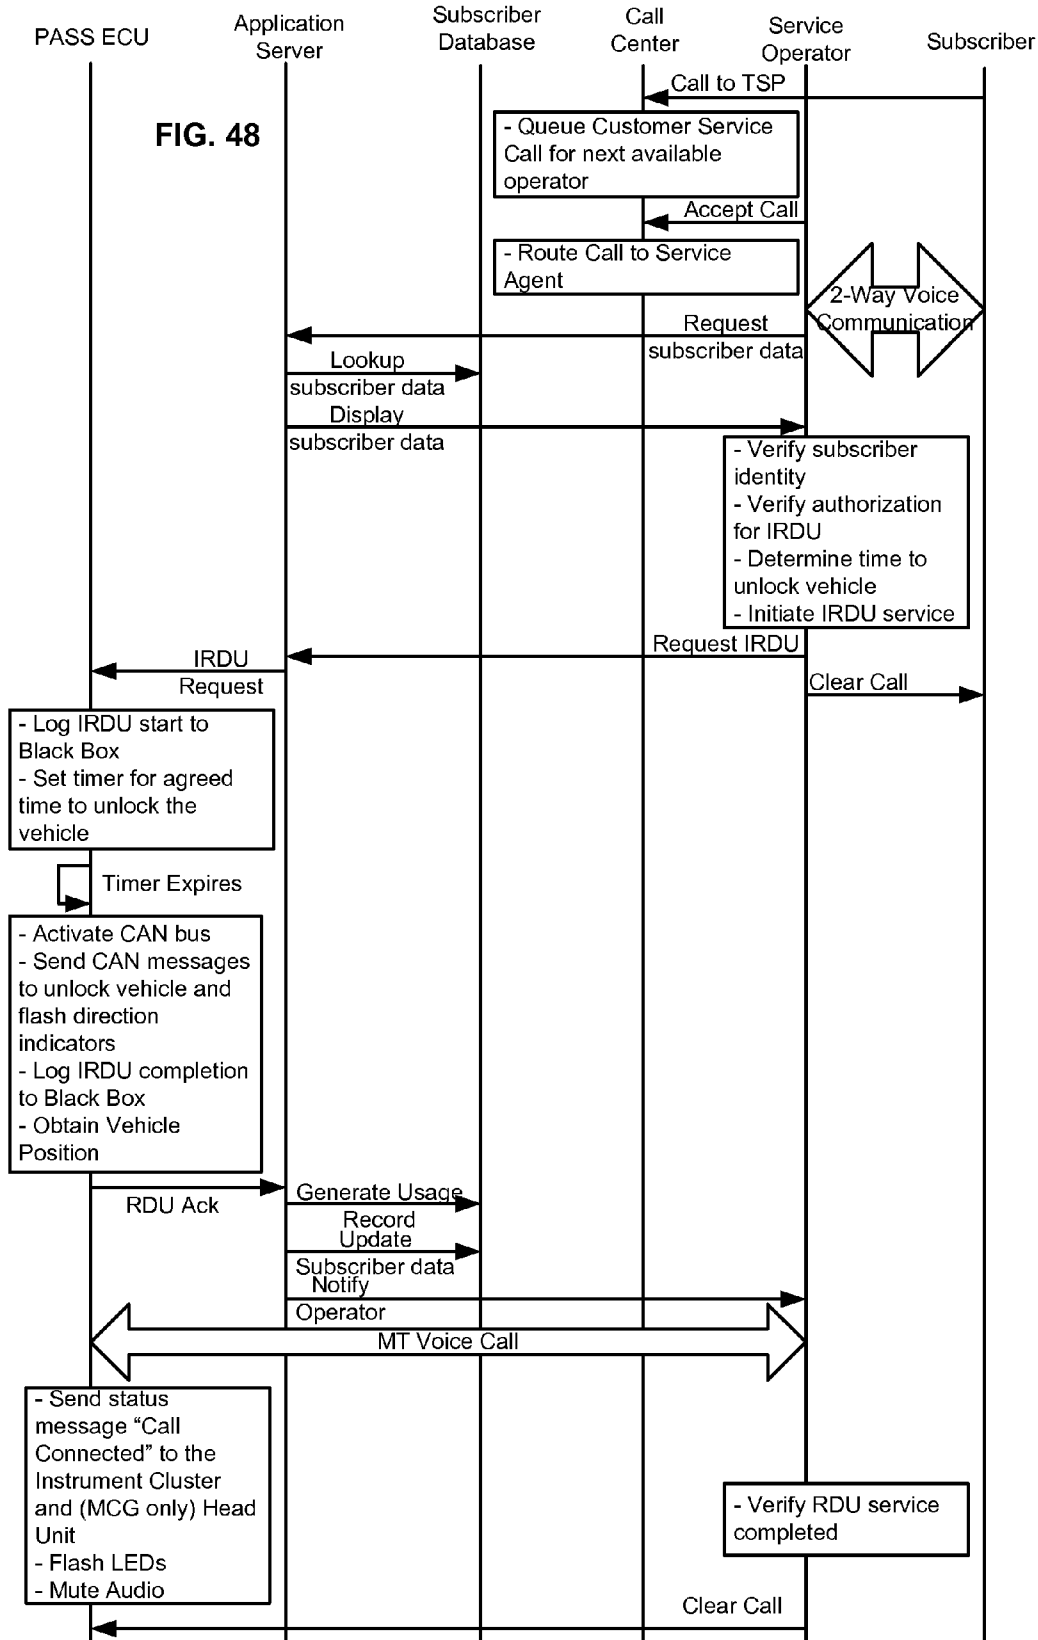 PASS ECU
Application
Server
Subscriber
Database
Call
Center
Service
Operator
Subscriber
Call to TSP
FIG. 48
- Queue Customer Service
Call for next available
operator
Accept Call
- Route Call to Service
Agent
2-Way Voice
Communication
Request
subscriber data
Lookup
subscriber data
Display
subscriber data
- Verify subscriber
identity
- Verify authorization
for IRDU
- Determine time to
unlock vehicle
- Initiate IRDU service
Request IRDU
IRDU
Request
Clear Call
- Log IRDU start to
Black Box
- Set timer for agreed
time to unlock the
vehicle
Timer Expires
- Activate CAN bus
- Send CAN messages
to unlock vehicle and
flash direction
indicators
- Log IRDU completion
to Black Box
- Obtain Vehicle
Position
RDU Ack
Generate Usage
Record
Update
Subscriber data
Notify
Operator
MT Voice Call
- Send status
message “Call
Connected” to the
Instrument Cluster
and (MCG only) Head
Unit
- Flash LEDs
- Mute Audio
- Verify RDU service
completed
Clear Call